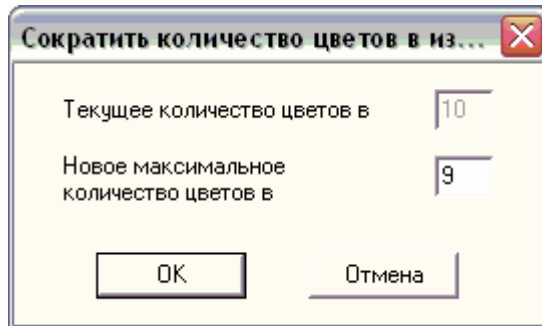 Сократить количество цветов в из...
Текущее количество цветов в
10
Новое максимальное
количество цветов в
9
OK
Отмена